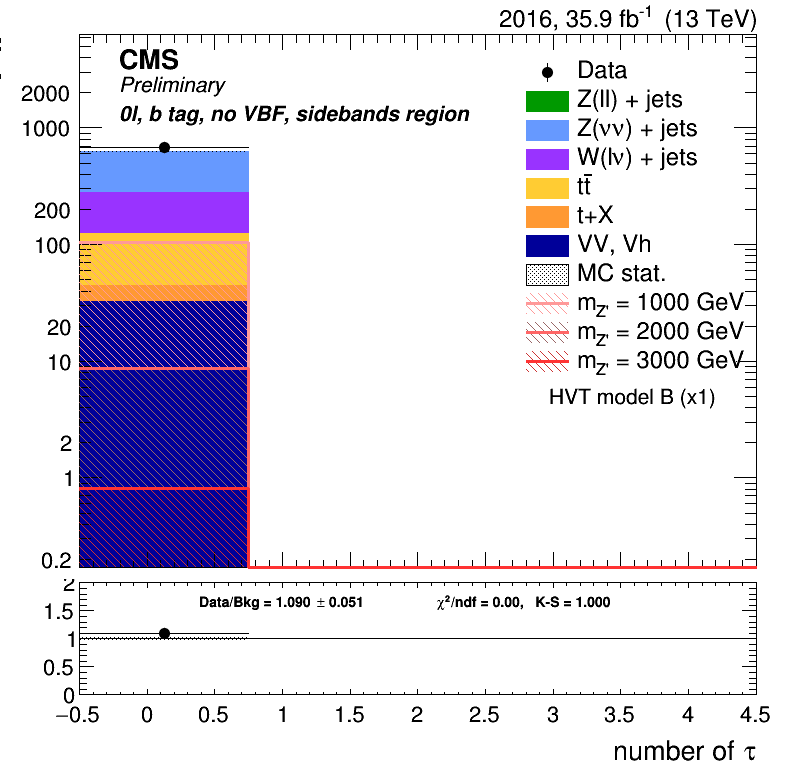 2016, 35.9 fb⁻¹ (13 TeV)
CMS
Preliminary
0l, b tag, no VBF, sidebands region
Data
Z(ll) + jets
Z(νν) + jets
W(lν) + jets
tt̄
t+X
VV, Vh
MC stat.
m_Z' = 1000 GeV
m_Z' = 2000 GeV
m_Z' = 3000 GeV
HVT model B (x1)
2000
1000
200
100
20
10
2
1
0.2
2
1.5
1
0.5
0
Data/Bkg = 1.090 ± 0.051
χ²/ndf = 0.00, K-S = 1.000
−0.5 0 0.5 1 1.5 2 2.5 3 3.5 4 4.5
number of τ